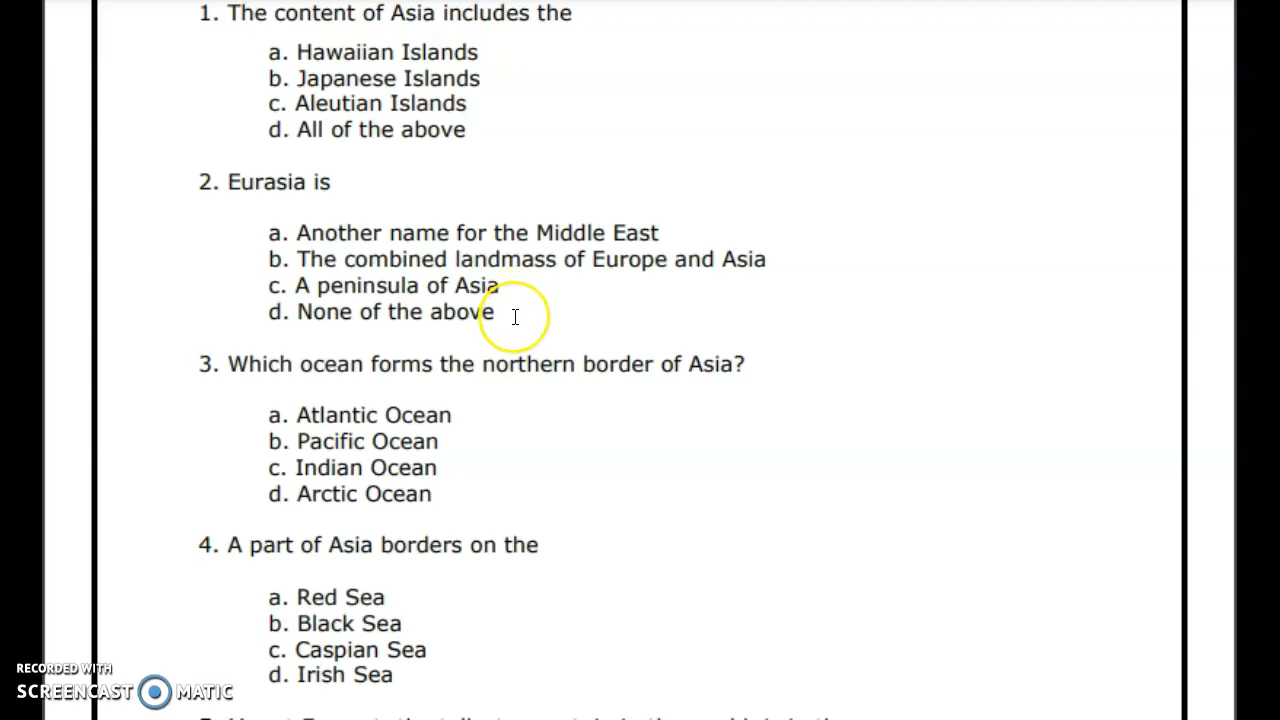 1. The content of Asia includes the
a. Hawaiian Islands
b. Japanese Islands
c. Aleutian Islands
d. All of the above
2. Eurasia is
a. Another name for the Middle East
b. The combined landmass of Europe and Asia
c. A peninsula of Asia
d. None of the above
3. Which ocean forms the northern border of Asia?
a. Atlantic Ocean
b. Pacific Ocean
c. Indian Ocean
d. Arctic Ocean
4. A part of Asia borders on the
a. Red Sea
b. Black Sea
c. Caspian Sea
d. Irish Sea
RECORDED WITH
SCREENCAST MATIC